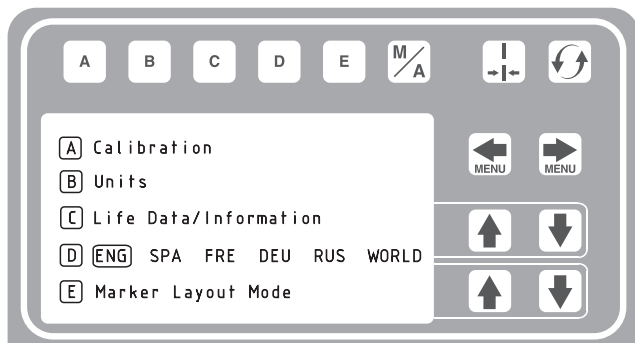 A B C D E M/A
MENU MENU
A Calibration
B Units
C Life Data/Information
D ENG SPA FRE DEU RUS WORLD
E Marker Layout Mode